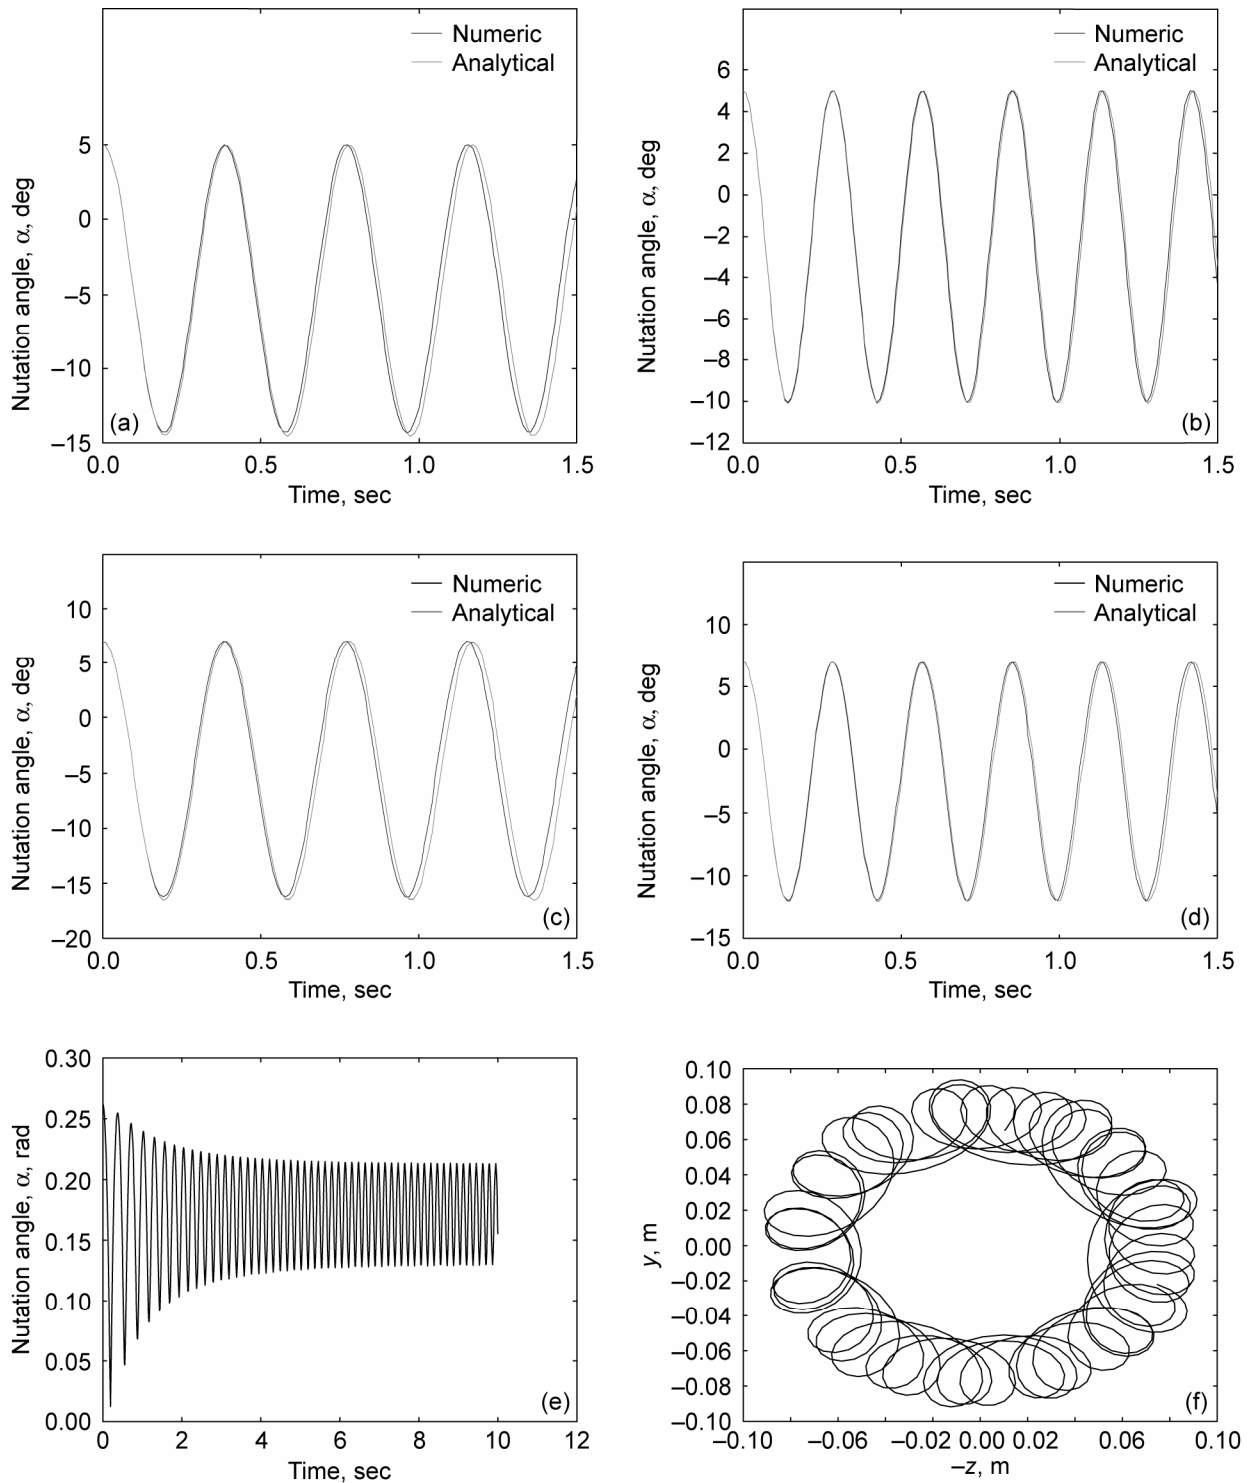 Numeric
Analytical
5
0
–5
–10
–15
Nutation angle, α, deg
(a)
0.0 0.5 1.0 1.5
Time, sec
Numeric
Analytical
6
4
2
0
–2
–4
–6
–8
–10
–12
Nutation angle, α, deg
(b)
0.0 0.5 1.0 1.5
Time, sec
Numeric
Analytical
10
5
0
–5
–10
–15
–20
Nutation angle, α, deg
(c)
0.0 0.5 1.0 1.5
Time, sec
Numeric
Analytical
10
5
0
–5
–10
–15
Nutation angle, α, deg
(d)
0.0 0.5 1.0 1.5
Time, sec
0.30
0.25
0.20
0.15
0.10
0.05
0.00
Nutation angle, α, rad
(e)
0 2 4 6 8 10 12
Time, sec
0.10
0.08
0.06
0.04
0.02
0.00
–0.02
–0.04
–0.06
–0.08
–0.10
y, m
(f)
–0.10 –0.06 –0.02 0.00 0.02 0.06 0.10
–z, m